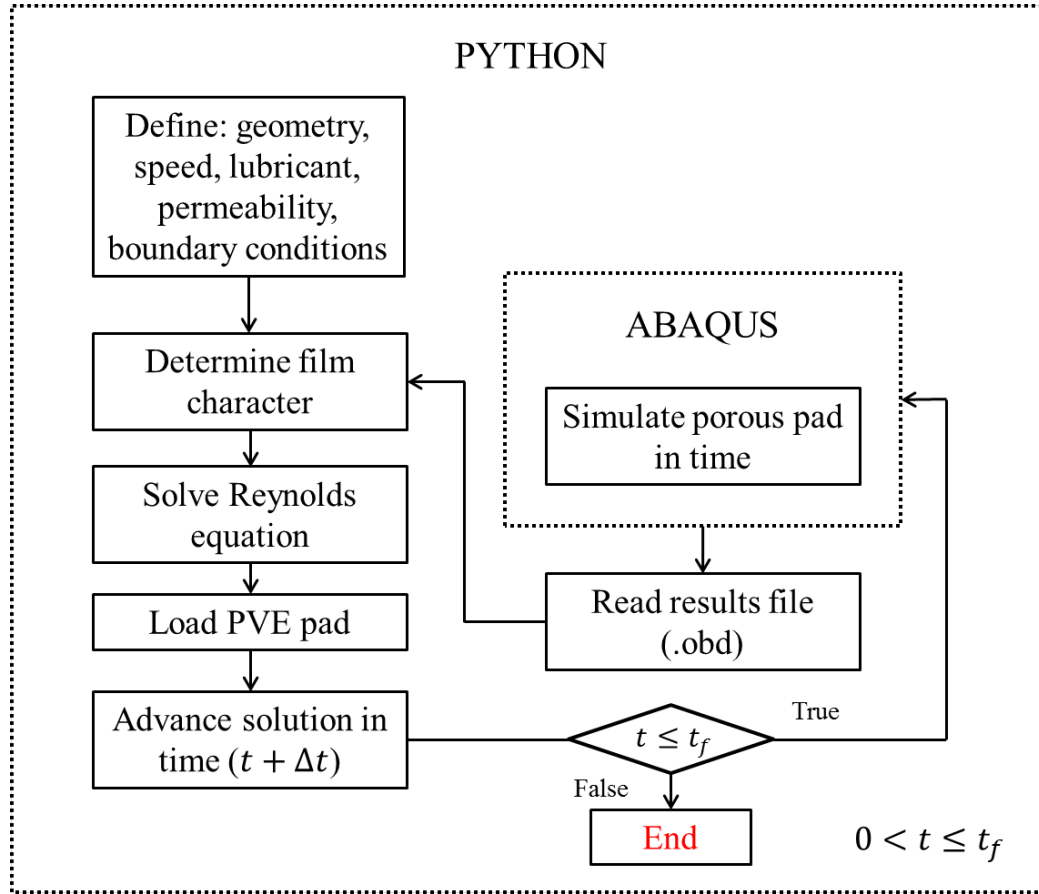 PYTHON
Define: geometry,
speed, lubricant,
permeability,
boundary conditions
Determine film
character
Solve Reynolds
equation
Load PVE pad
Advance solution in
time (t + Δt)
ABAQUS
Simulate porous pad
in time
Read results file
(.obd)
t ≤ t_f
True
False
End
0 < t ≤ t_f